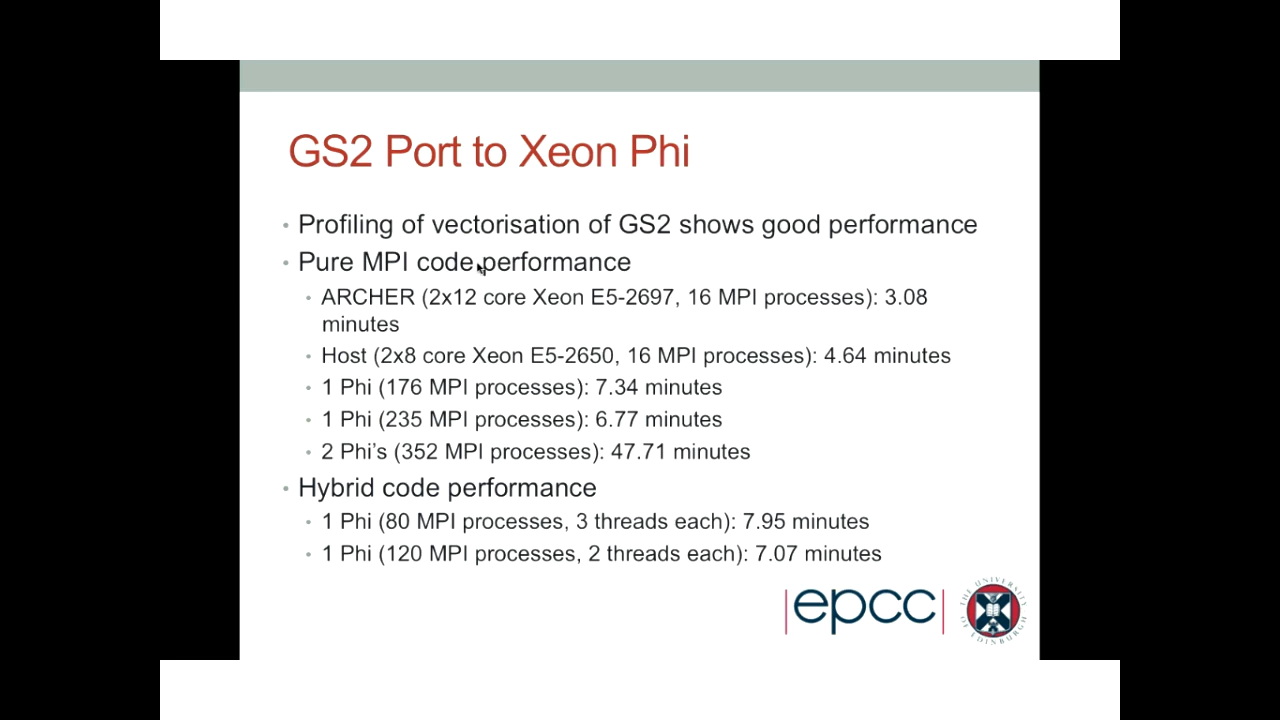 GS2 Port to Xeon Phi
• Profiling of vectorisation of GS2 shows good performance
• Pure MPI code performance
• ARCHER (2x12 core Xeon E5-2697, 16 MPI processes): 3.08
minutes
• Host (2x8 core Xeon E5-2650, 16 MPI processes): 4.64 minutes
• 1 Phi (176 MPI processes): 7.34 minutes
• 1 Phi (235 MPI processes): 6.77 minutes
• 2 Phi's (352 MPI processes): 47.71 minutes
• Hybrid code performance
• 1 Phi (80 MPI processes, 3 threads each): 7.95 minutes
• 1 Phi (120 MPI processes, 2 threads each): 7.07 minutes
|epcc|
THE UNIVERSITY OF EDINBURGH